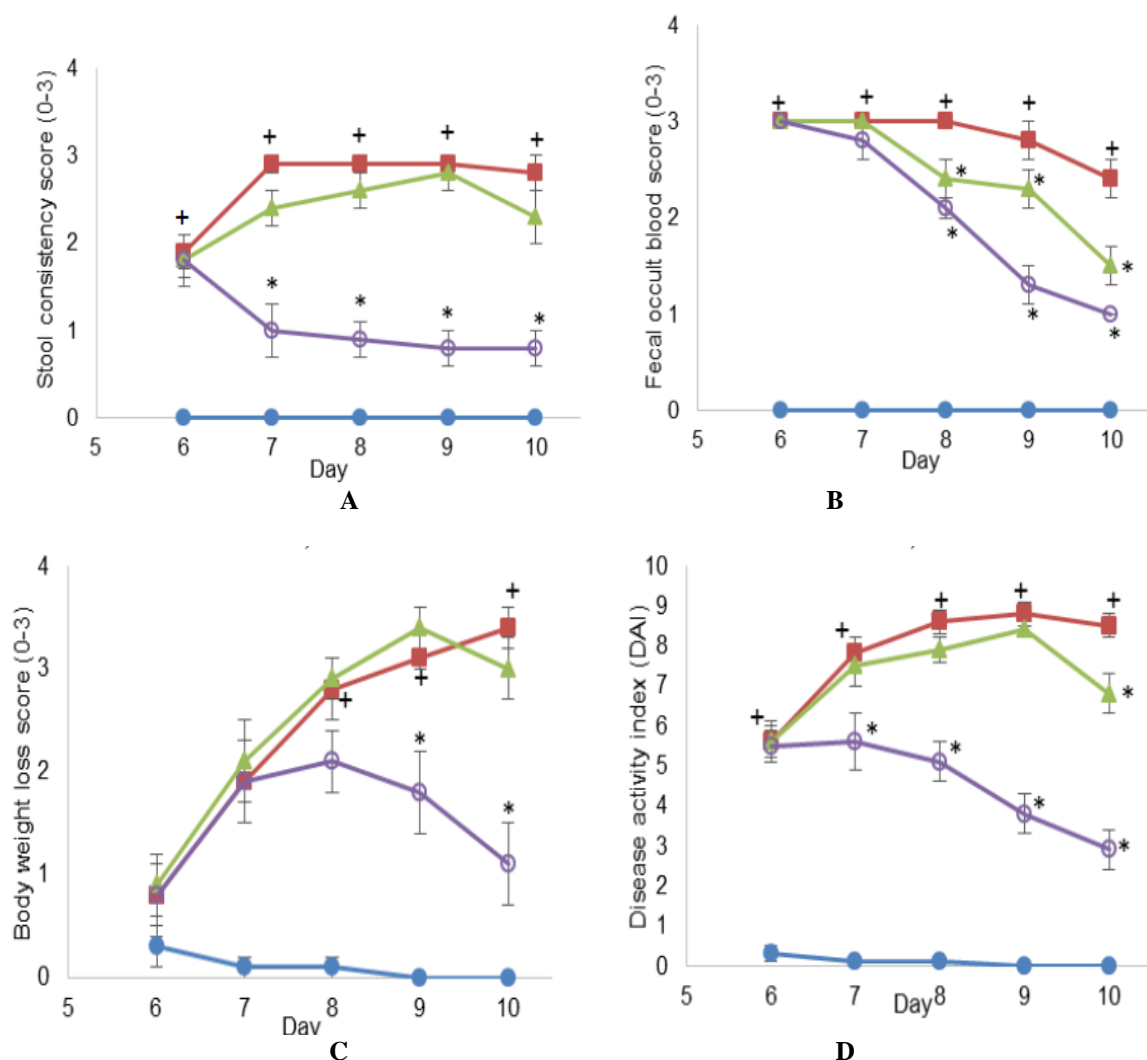 Stool consistency score (0-3)
4
3
2
1
0
5 6 7 8 9 10
Day
+ + + + +
* * * *
A
Fecal occult blood score (0-3)
4
3
2
1
0
5 6 7 8 9 10
Day
+ + + + +
* * *
* * *
B
Body weight loss score (0-3)
4
3
2
1
0
5 6 7 8 9 10
Day
+ + +
* *
C
Disease activity index (DAI)
10
9
8
7
6
5
4
3
2
1
0
5 6 7 8 9 10
Day
+ + + + +
*
* * * *
D